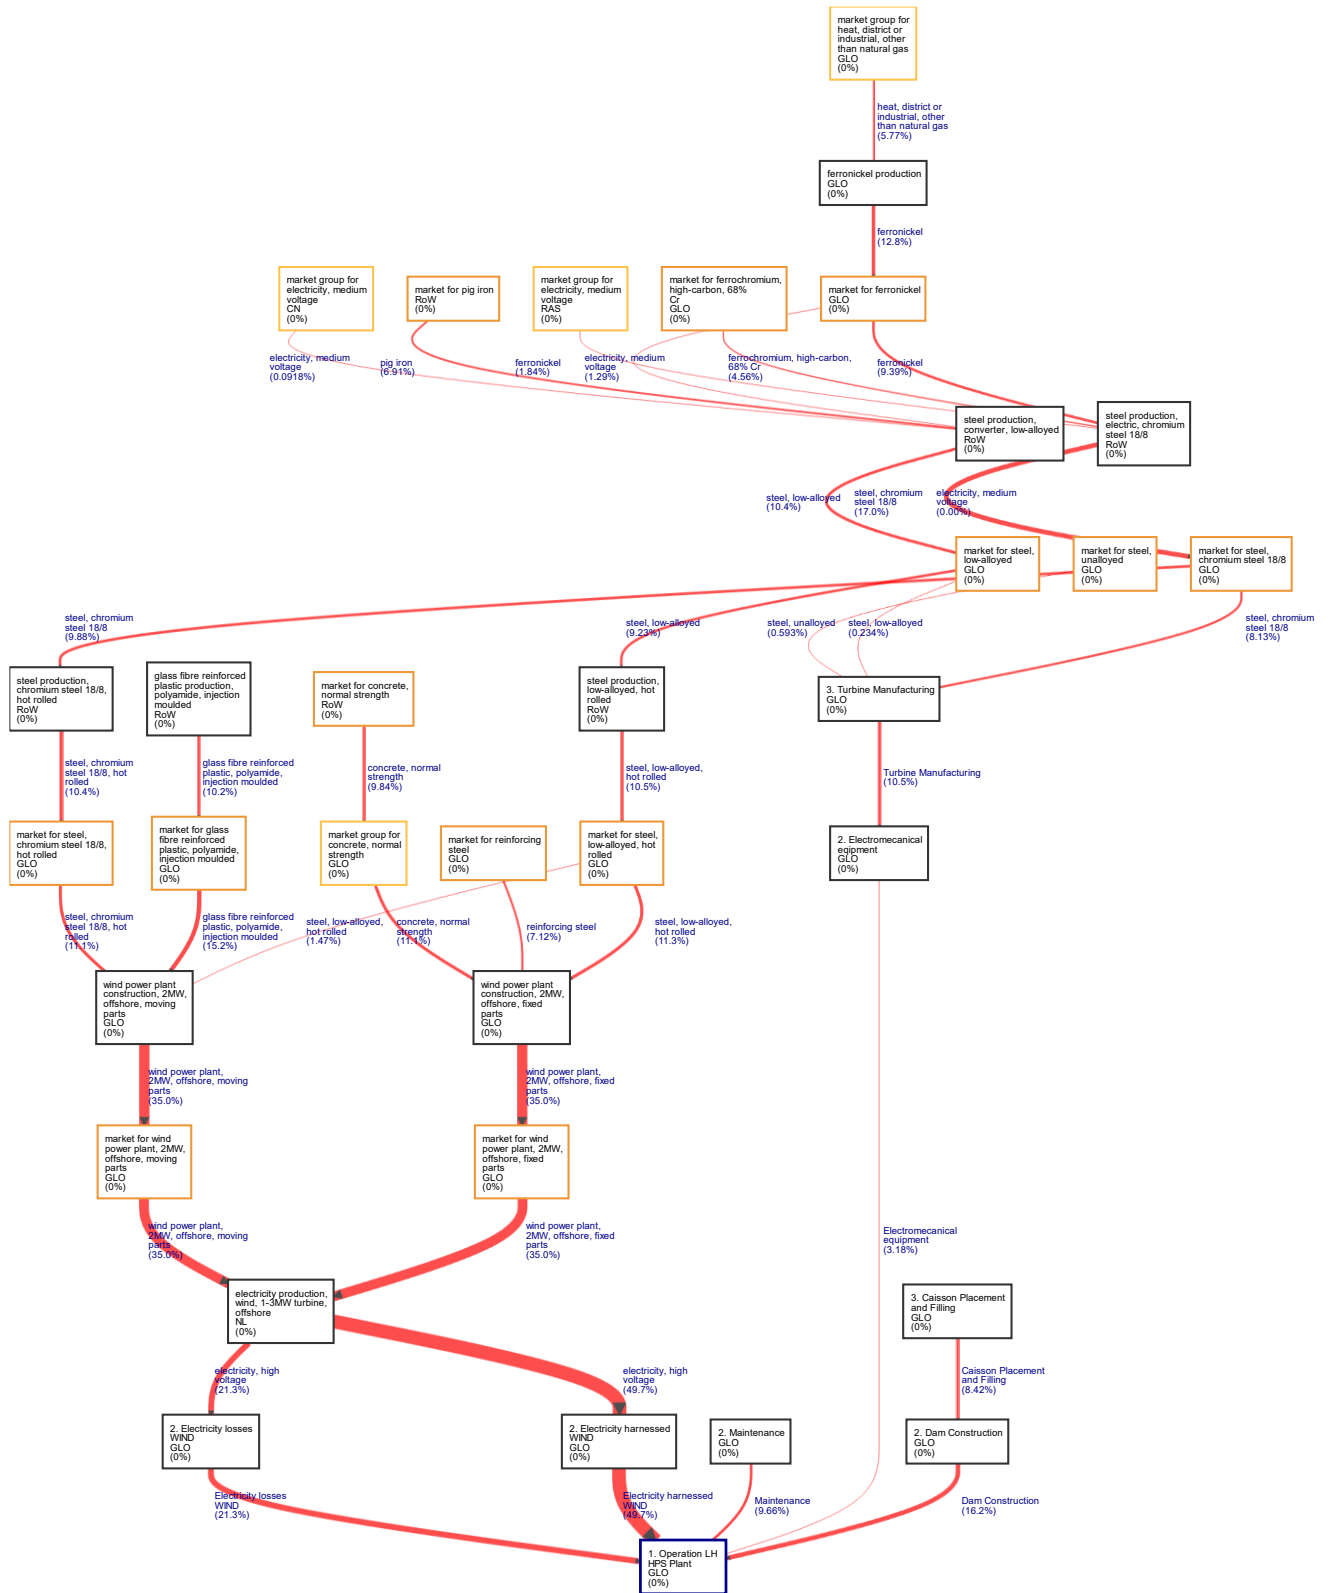 market group for
heat, district or
industrial, other
than natural gas
GLO
(0%)
heat, district or
industrial, other
than natural gas
(5.77%)
ferronickel production
GLO
(0%)
ferronickel
(12.8%)
market group for
electricity, medium
voltage
CN
(0%)
market for pig iron
RoW
(0%)
market group for
electricity, medium
voltage
RAS
(0%)
market for ferrochromium,
high-carbon, 68%
Cr
GLO
(0%)
market for ferronickel
GLO
(0%)
electricity, medium
voltage
(0.0918%)
pig iron
(6.91%)
ferronickel
(1.84%)
electricity, medium
voltage
(1.29%)
ferrochromium, high-carbon,
68% Cr
(4.56%)
ferronickel
(9.39%)
steel production,
converter, low-alloyed
RoW
(0%)
steel production,
electric, chromium
steel 18/8
RoW
(0%)
steel, low-alloyed
(10.4%)
steel, chromium
steel 18/8
(17.0%)
electricity, medium
voltage
(0.00%)
market for steel,
low-alloyed
GLO
(0%)
market for steel,
unalloyed
GLO
(0%)
market for steel,
chromium steel 18/8
GLO
(0%)
steel, chromium
steel 18/8
(9.88%)
steel, low-alloyed
(9.23%)
steel, unalloyed
(0.593%)
steel, low-alloyed
(0.234%)
steel, chromium
steel 18/8
(8.13%)
steel production,
chromium steel 18/8,
hot rolled
RoW
(0%)
glass fibre reinforced
plastic production,
polyamide, injection
moulded
RoW
(0%)
market for concrete,
normal strength
RoW
(0%)
steel production,
low-alloyed, hot
rolled
RoW
(0%)
3. Turbine Manufacturing
GLO
(0%)
steel, chromium
steel 18/8, hot
rolled
(10.4%)
glass fibre reinforced
plastic, polyamide,
injection moulded
(10.2%)
concrete, normal
strength
(9.84%)
steel, low-alloyed,
hot rolled
(10.5%)
Turbine Manufacturing
(10.5%)
market for steel,
chromium steel 18/8,
hot rolled
GLO
(0%)
market for glass
fibre reinforced
plastic, polyamide,
injection moulded
GLO
(0%)
market group for
concrete, normal
strength
GLO
(0%)
market for reinforcing
steel
GLO
(0%)
market for steel,
low-alloyed, hot
rolled
GLO
(0%)
2. Electromecanical
eqipment
GLO
(0%)
steel, chromium
steel 18/8, hot
rolled
(11.1%)
glass fibre reinforced
plastic, polyamide,
injection moulded
(15.2%)
steel, low-alloyed,
hot rolled
(1.47%)
concrete, normal
strength
(11.1%)
reinforcing steel
(7.12%)
steel, low-alloyed,
hot rolled
(11.3%)
wind power plant
construction, 2MW,
offshore, moving
parts
GLO
(0%)
wind power plant
construction, 2MW,
offshore, fixed
parts
GLO
(0%)
wind power plant,
2MW, offshore, moving
parts
(35.0%)
wind power plant,
2MW, offshore, fixed
parts
(35.0%)
market for wind
power plant, 2MW,
offshore, moving
parts
GLO
(0%)
market for wind
power plant, 2MW,
offshore, fixed
parts
GLO
(0%)
wind power plant,
2MW, offshore, moving
parts
(35.0%)
wind power plant,
2MW, offshore, fixed
parts
(35.0%)
Electromecanical
equipment
(3.18%)
electricity production,
wind, 1-3MW turbine,
offshore
NL
(0%)
3. Caisson Placement
and Filling
GLO
(0%)
electricity, high
voltage
(21.3%)
electricity, high
voltage
(49.7%)
Caisson Placement
and Filling
(8.42%)
2. Electricity losses
WIND
GLO
(0%)
2. Electricity harnessed
WIND
GLO
(0%)
2. Maintenance
GLO
(0%)
2. Dam Construction
GLO
(0%)
Electricity losses
WIND
(21.3%)
Electricity harnessed
WIND
(49.7%)
Maintenance
(9.66%)
Dam Construction
(16.2%)
1. Operation LH
HPS Plant
GLO
(0%)